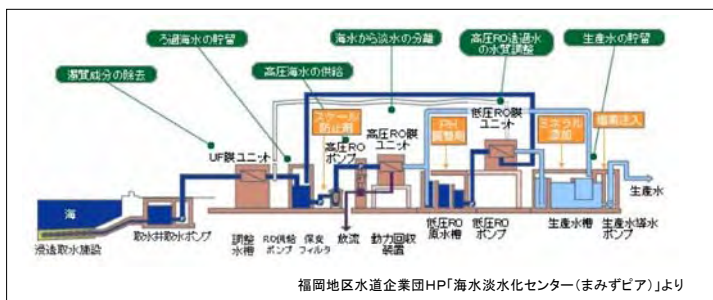 ろ過海水の貯留
海水から淡水の分離
高圧RO透過水
の水質調整
生産水の貯留
濁質成分の除去
高圧海水の供給
スケール
防止剤
PH
調整剤
低圧RO膜
ユニット
ミネラル
添加
塩素注入
UF膜ユニット
高圧RO
ポンプ
高圧RO膜
ユニット
海
生産水
浸透取水施設
取水井取水ポンプ
調整
水槽
RO供給
ポンプ
保安
フィルタ
放流
動力回収
装置
低圧RO
原水槽
低圧RO
ポンプ
生産水槽
生産水導水
ポンプ
福岡地区水道企業団HP「海水淡水化センター(まみずピア)」より